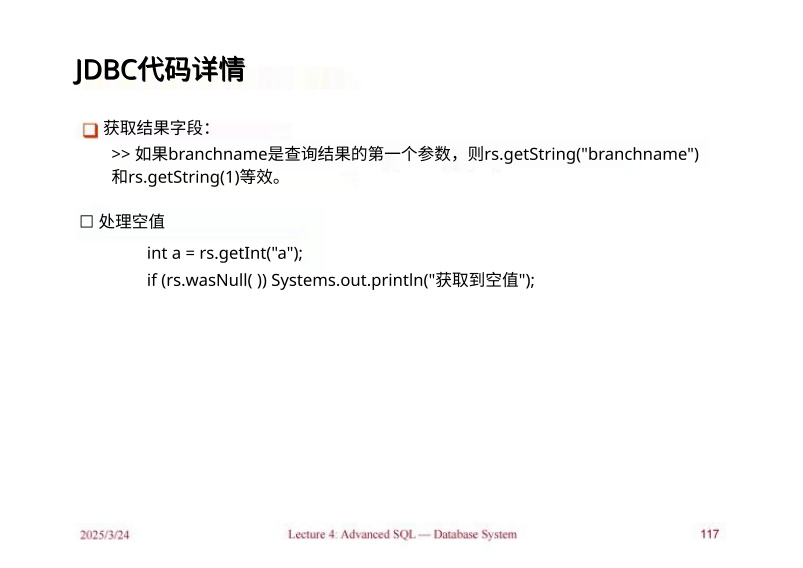 JDBC代码详情
❑ 获取结果字段：
>> 如果branchname是查询结果的第一个参数，则rs.getString("branchname")
和rs.getString(1)等效。
☐ 处理空值
int a = rs.getInt("a");
if (rs.wasNull( )) Systems.out.println("获取到空值");
2025/3/24
Lecture 4: Advanced SQL — Database System
117